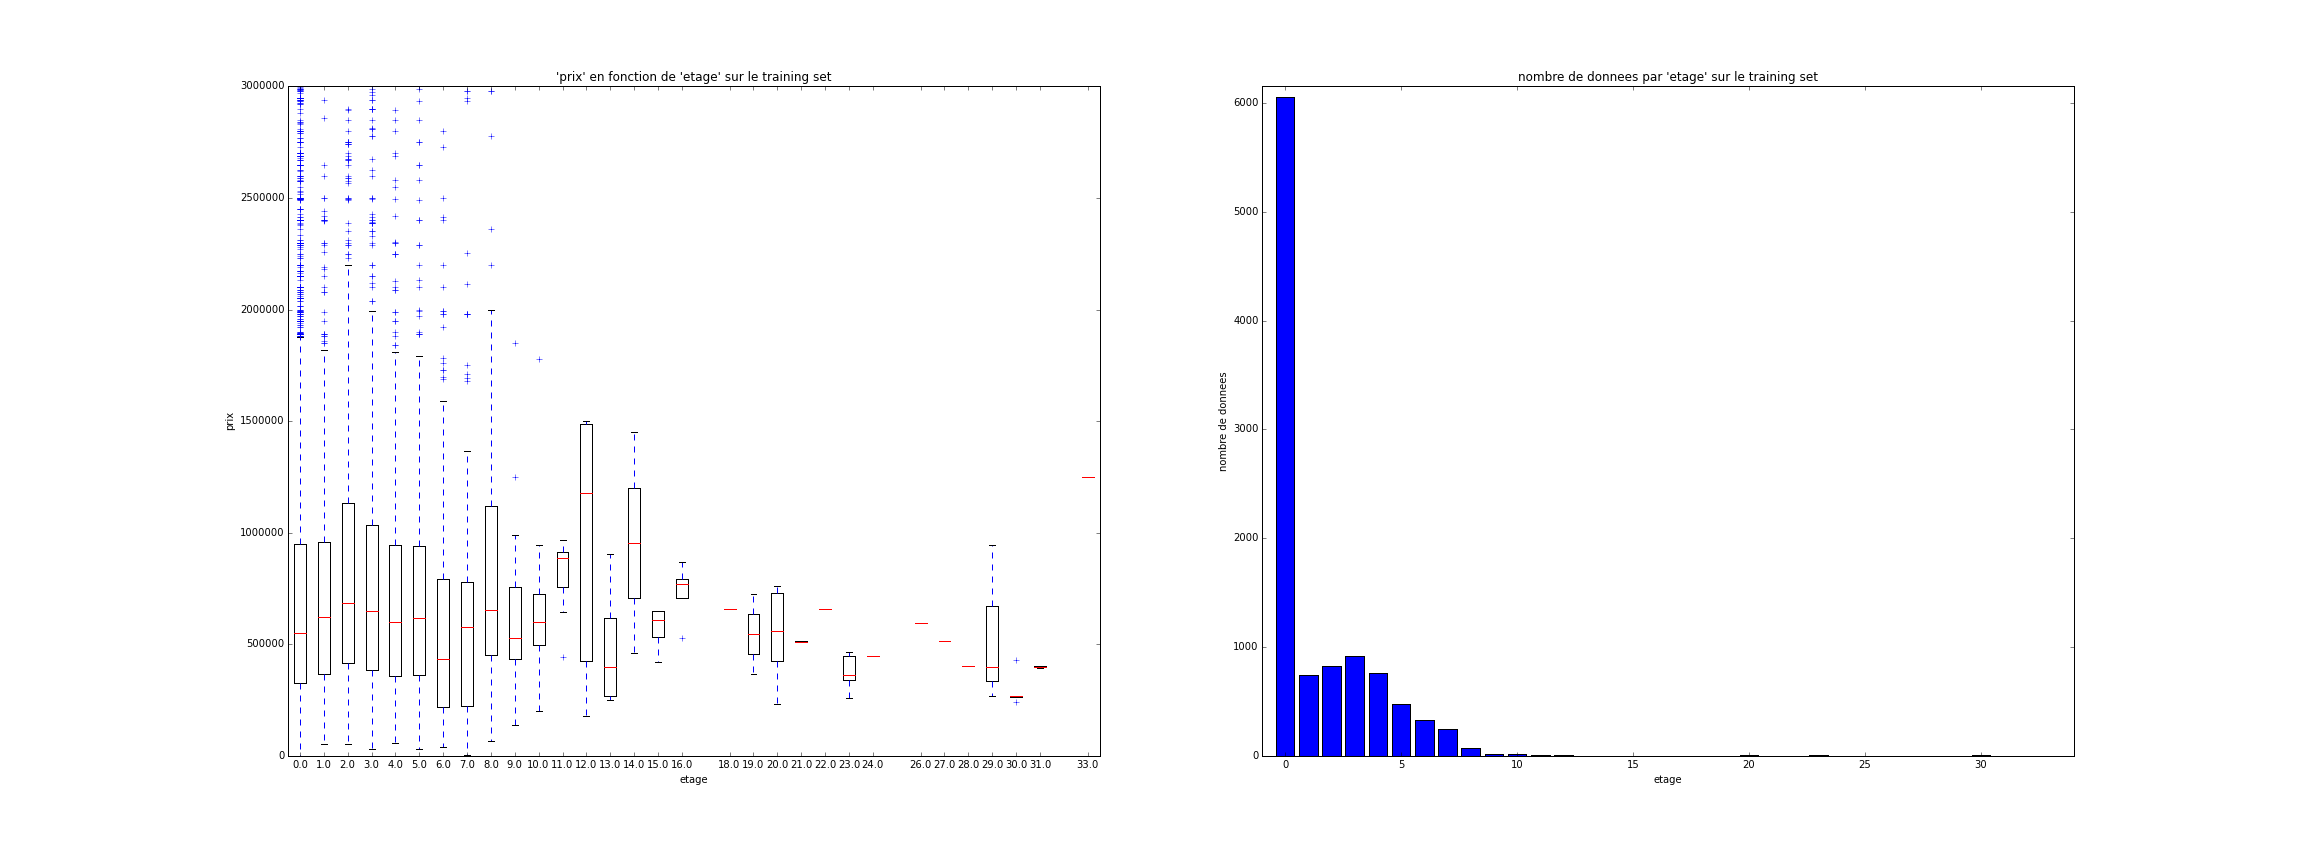 'prix' en fonction de 'etage' sur le training set
3000000
2500000
2000000
1500000
1000000
500000
0
prix
0.0 1.0 2.0 3.0 4.0 5.0 6.0 7.0 8.0 9.0 10.0 11.0 12.0 13.0 14.0 15.0 16.0 18.0 19.0 20.0 21.0 22.0 23.0 24.0 26.0 27.0 28.0 29.0 30.0 31.0 33.0
etage
nombre de donnees par 'etage' sur le training set
6000
5000
4000
3000
2000
1000
0
nombre de donnees
0 5 10 15 20 25 30
etage